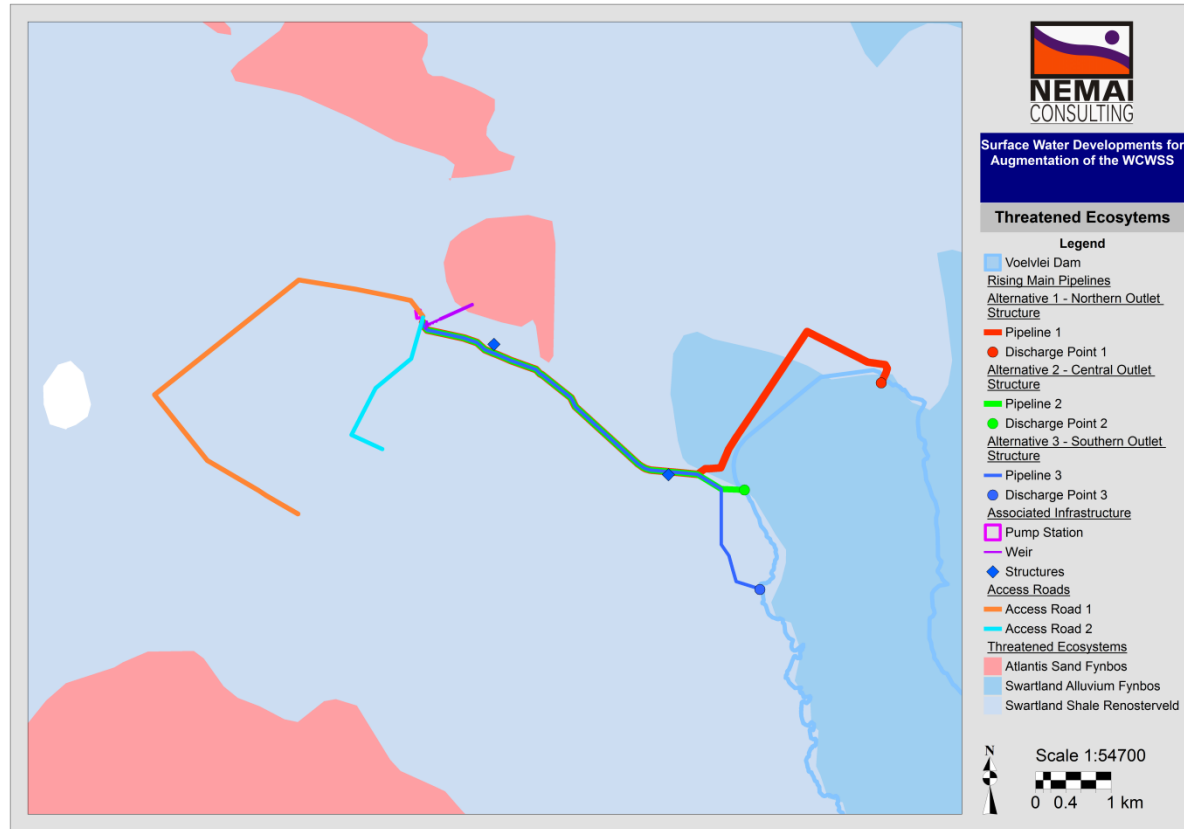 NEMAI
CONSULTING
Surface Water Developments for
Augmentation of the WCWSS
Threatened Ecosytems
Legend
Voelvlei Dam
Rising Main Pipelines
Alternative 1 - Northern Outlet
Structure
Pipeline 1
Discharge Point 1
Alternative 2 - Central Outlet
Structure
Pipeline 2
Discharge Point 2
Alternative 3 - Southern Outlet
Structure
Pipeline 3
Discharge Point 3
Associated Infrastructure
Pump Station
Weir
Structures
Access Roads
Access Road 1
Access Road 2
Threatened Ecosystems
Atlantis Sand Fynbos
Swartland Alluvium Fynbos
Swartland Shale Renosterveld
N
Scale 1:54700
0 0.4 1 km